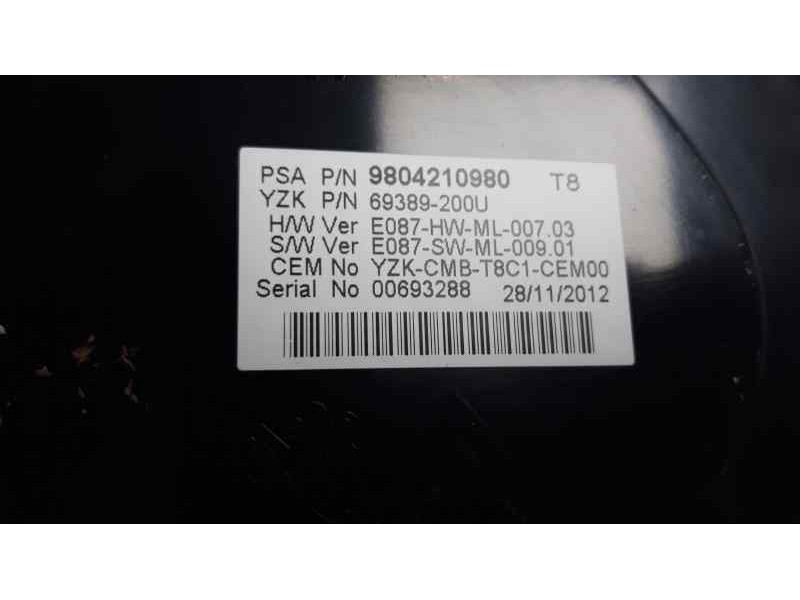 PSA P/N 9804210980 T8
YZK P/N 69389-200U
H/W Ver E087-HW-ML-007.03
S/W Ver E087-SW-ML-009.01
CEM No YZK-CMB-T8C1-CEM00
Serial No 00693288 28/11/2012